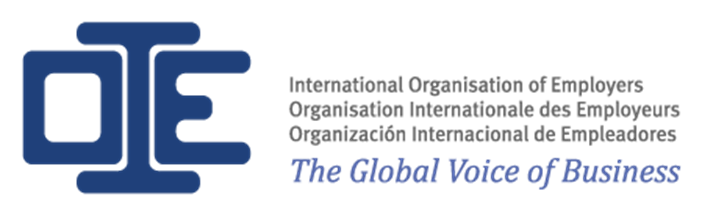 OIE
International Organisation of Employers
Organisation Internationale des Employeurs
Organización Internacional de Empleadores
The Global Voice of Business